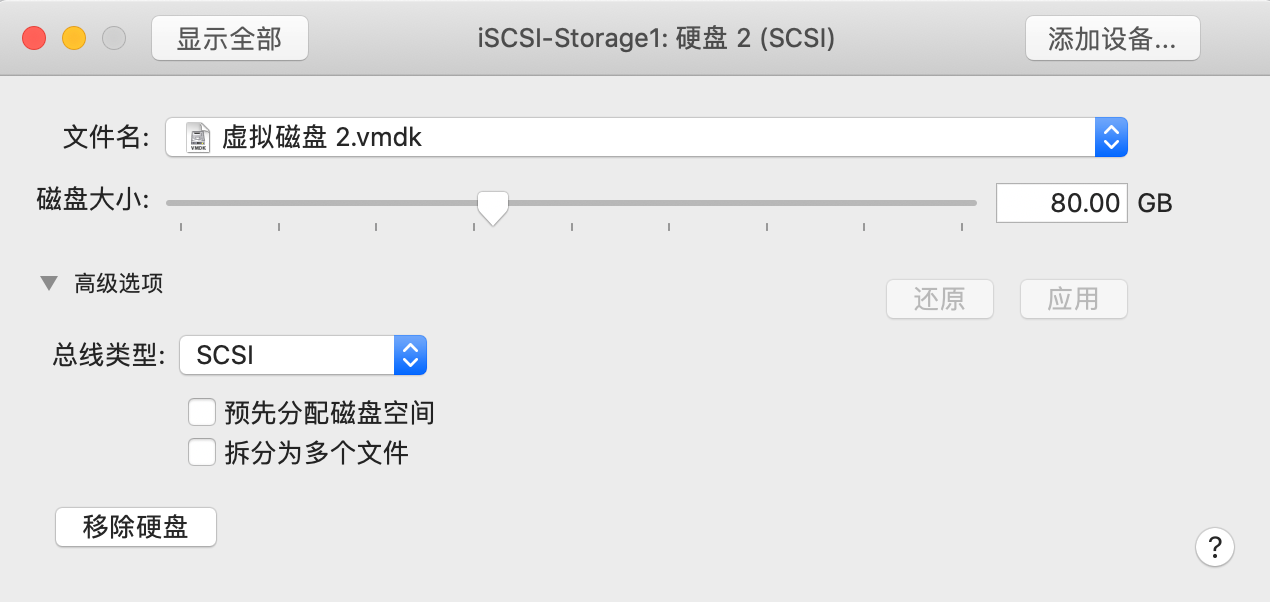 显示全部 iSCSI-Storage1: 硬盘 2 (SCSI) 添加设备...
文件名: VMDK 虚拟磁盘 2.vmdk
磁盘大小: 80.00 GB
高级选项 还原 应用
总线类型: SCSI
预先分配磁盘空间
拆分为多个文件
移除硬盘
?